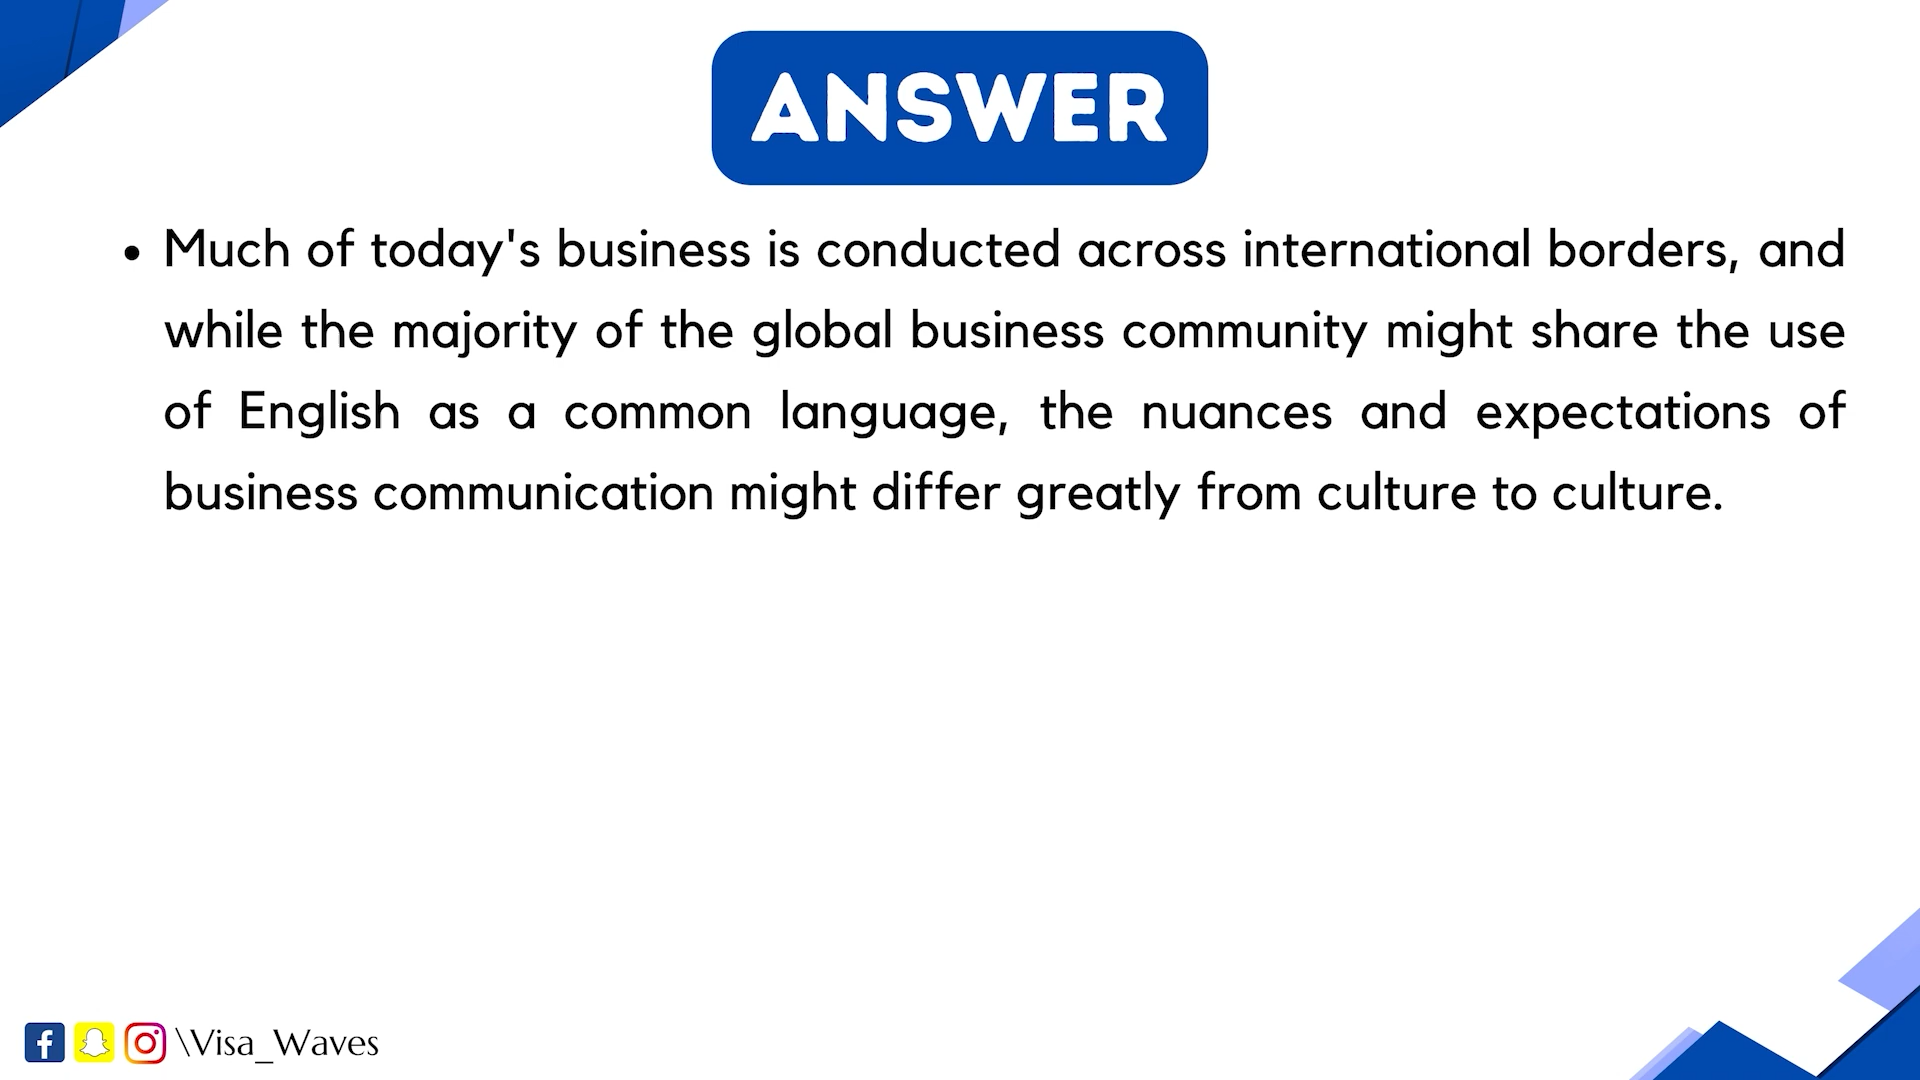 ANSWER
• Much of today's business is conducted across international borders, and
while the majority of the global business community might share the use
of English as a common language, the nuances and expectations of
business communication might differ greatly from culture to culture.
\Visa_Waves